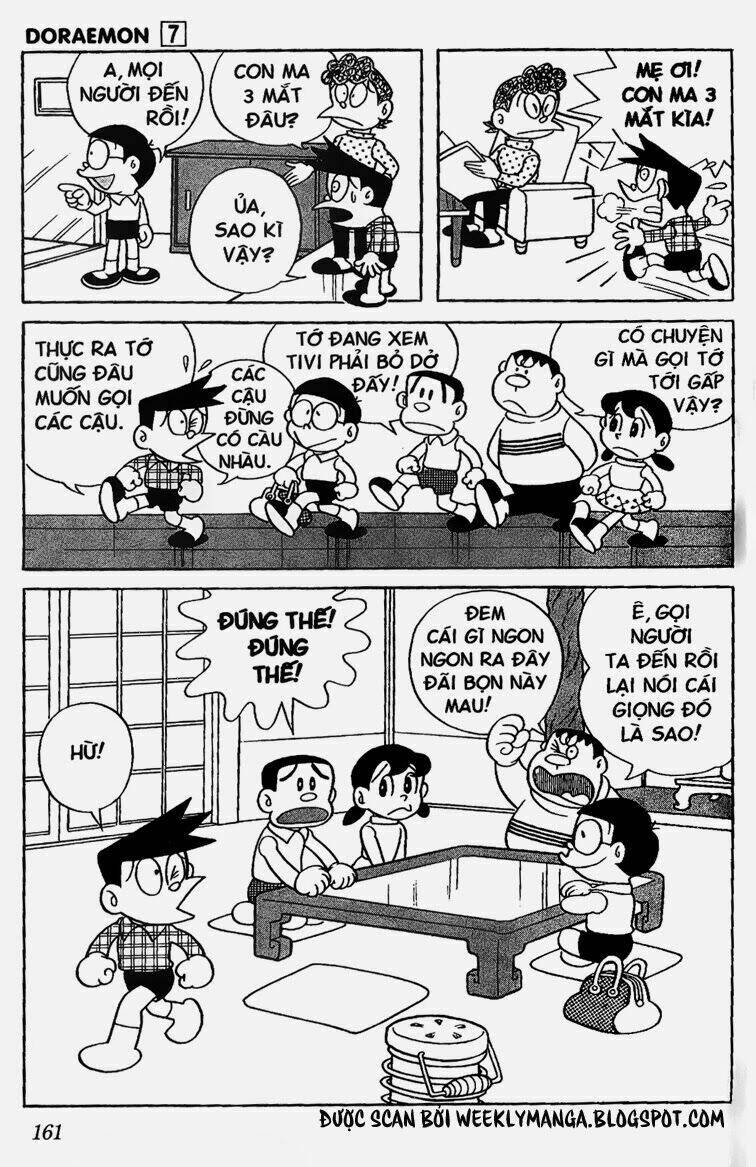 DORAEMON 7
MẸ ƠI!
CON MA 3
MẮT KÌA!
CON MA
3 MẮT
ĐÂU?
ỦA,
SAO KÌ
VẬY?
A, MỌI
NGƯỜI ĐẾN
RỒI!
CÓ CHUYỆN
GÌ MÀ GỌI TỚ
TỚI GẤP
VẬY?
TỚ ĐANG XEM
TIVI PHẢI BỎ DỞ
ĐẤY!
CÁC
CẬU ĐỪNG
CÓ CẦU
NHÀU.
THỰC RA TỚ
CŨNG ĐÂU
MUỐN GỌI
CÁC CẬU.
Ê, GỌI
NGƯỜI
TA ĐẾN RỒI
LẠI NÓI CÁI
GIỌNG ĐÓ
LÀ SAO!
ĐEM
CÁI GÌ NGON
NGON RA ĐÂY
ĐÃI BỌN NÀY
MAU!
ĐÚNG THẾ!
ĐÚNG
THẾ!
HỪ!
161
ĐƯỢC SCAN BỞI WEEKLYMANGA.BLOGSPOT.COM